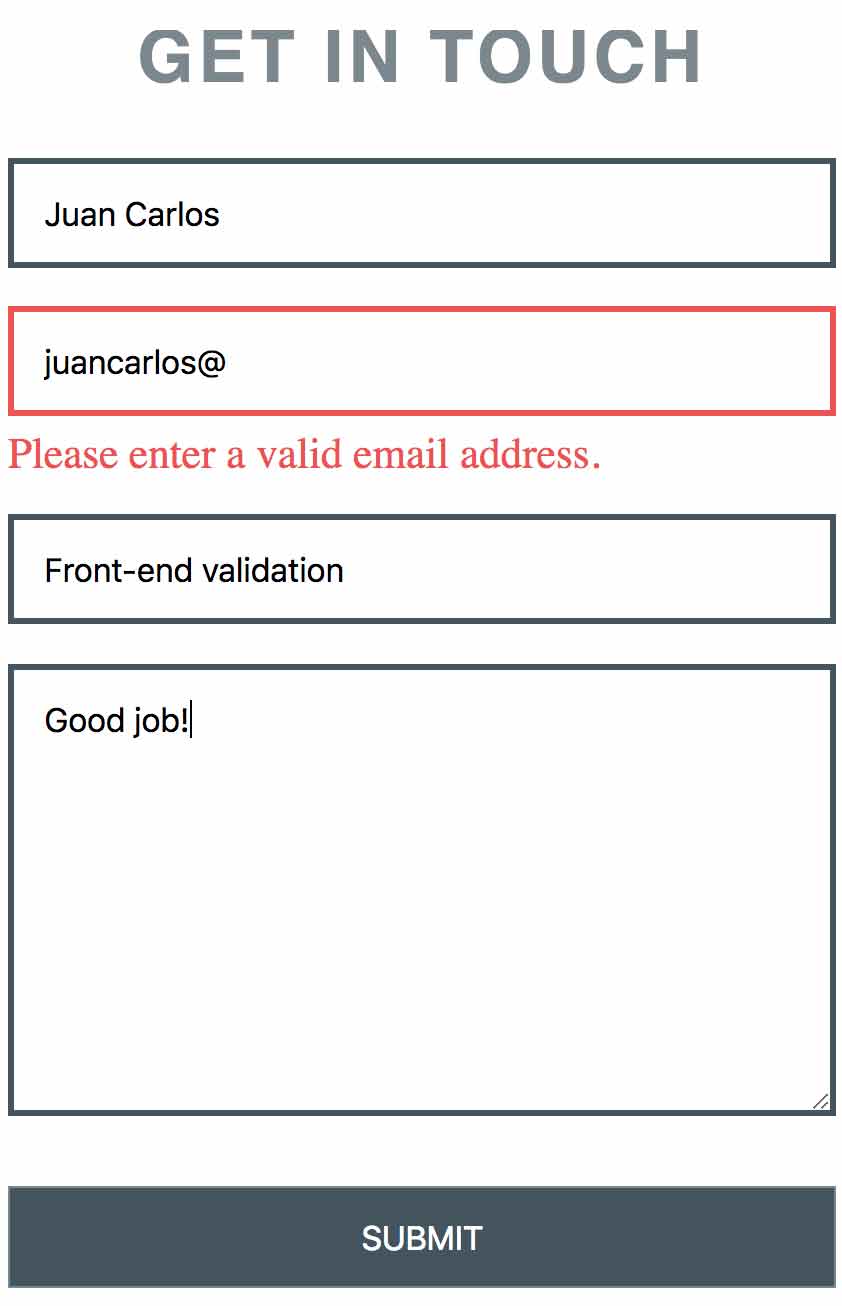 GET IN TOUCH
Juan Carlos
juancarlos@
Please enter a valid email address.
Front-end validation
Good job!
SUBMIT